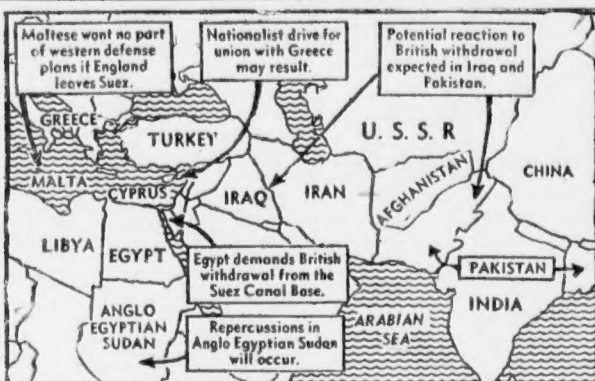 Maltese want no part
of western defense
plans if England
leaves Suez.
Nationalist drive for
union with Greece
may result.
Potential reaction to
British withdrawal
expected in Iraq and
Pakistan.
GREECE
TURKEY
U. S. S. R
CHINA
MALTA
CYPRUS
IRAQ
IRAN
AFGHANISTAN
LIBYA
EGYPT
Egypt demands British
withdrawal from the
Suez Canal Base.
PAKISTAN
INDIA
ANGLO
EGYPTIAN
SUDAN
Repercussions in
Anglo Egyptian Sudan
will occur.
ARABIAN
SEA